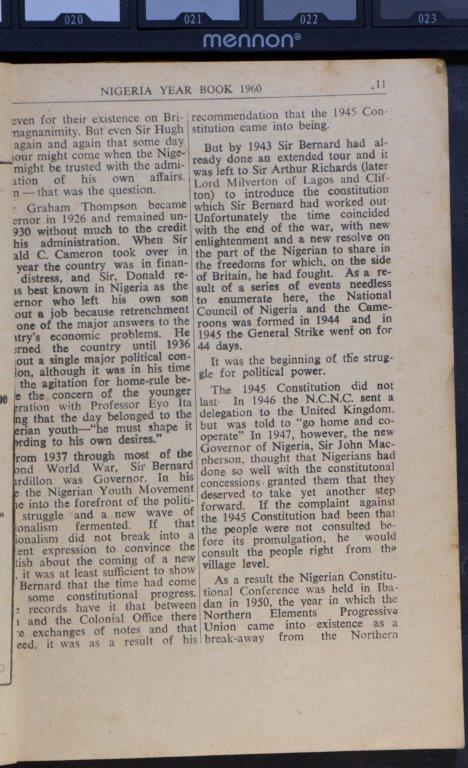 020 021 022 023
mennon®
NIGERIA YEAR BOOK 1960 11
even for their existence on Bri-
magnanimity. But even Sir Hugh
again and again that some day
our might come when the Nige-
might be trusted with the admi-
ation of his own affairs.
n — that was the question.
Graham Thompson became
ernor in 1926 and remained un-
930 without much to the credit
his administration. When Sir
ald C. Cameron took over in
year the country was in finan-
distress, and Sir, Donald re-
is best known in Nigeria as the
ernor who left his own son
out a job because retrenchment
one of the major answers to the
try's economic problems. He
rned the country until 1936
out a single major political con-
ion, although it was in his time
the agitation for home-rule be-
e the concern of the younger
eration with Professor Eyo Ita
ng that the day belonged to the
erian youth—"he must shape it
ording to his own desires."
rom 1937 through most of the
ond World War, Sir Bernard
urdillon was Governor. In his
e the Nigerian Youth Movement
ne into the forefront of the politi-
struggle and a new wave of
onalism fermented. If that
ionalism did not break into a
ent expression to convince the
tish about the coming of a new
, it was at least sufficient to show
Bernard that the time had come
some constitutional progress.
records have it that between
and the Colonial Office there
e exchanges of notes and that
eed, it was as a result of his
recommendation that the 1945 Con-
stitution came into being.
But by 1943 Sir Bernard had al-
ready done an extended tour and it
was left to Sir Arthur Richards (later
Lord Milverton of Lagos and Clif-
ton) to introduce the constitution
which Sir Bernard had worked out.
Unfortunately the time coincided
with the end of the war, with new
enlightenment and a new resolve on
the part of the Nigerian to share in
the freedoms for which, on the side
of Britain, he had fought. As a re-
sult of a series of events needless
to enumerate here, the National
Council of Nigeria and the Came-
roons was formed in 1944 and in
1945 the General Strike went on for
44 days.
It was the beginning of the strug-
gle for political power.
The 1945 Constitution did not
last. In 1946 the N.C.N.C. sent a
delegation to the United Kingdom,
but was told to "go home and co-
operate" In 1947, however, the new
Governor of Nigeria, Sir John Mac-
pherson, thought that Nigerians had
done so well with the constitutonal
concessions granted them that they
deserved to take yet another step
forward. If the complaint against
the 1945 Constitution had been that
the people were not consulted be-
fore its promulgation, he would
consult the people right from the
village level.
As a result the Nigerian Constitu-
tional Conference was held in Iba-
dan in 1950, the year in which the
Northern Elements Progressive
Union came into existence as a
break-away from the Northern